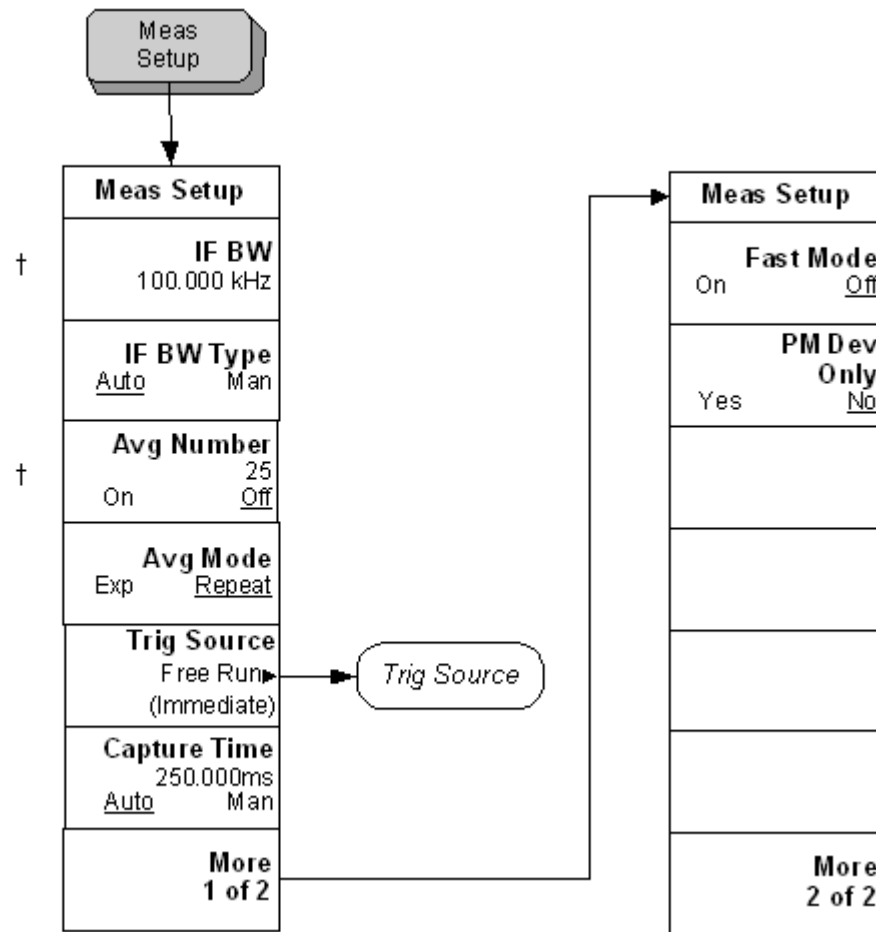 Meas
Setup
Meas Setup
†
IF BW
100.000 kHz
IF BW Type
Auto Man
†
Avg Number
25
On Off
Avg Mode
Exp Repeat
Trig Source
Free Run
(Immediate)
Trig Source
Capture Time
250.000ms
Auto Man
More
1 of 2
Meas Setup
Fast Mode
On Off
PM Dev
Only
Yes No
More
2 of 2